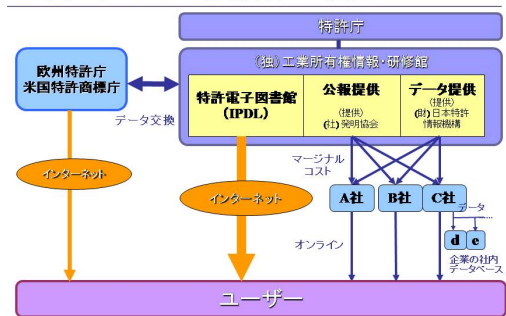 特許庁
(独)工業所有権情報・研修館
欧州特許庁
米国特許商標庁
データ交換
特許電子図書館
(IPDL)
公報提供
(提供)
(社)発明協会
データ提供
(提供)
(財)日本特許
情報機構
マージナル
コスト
インターネット
インターネット
A社
B社
C社
データ
d
e
オンライン
企業の社内
データベース
ユーザー